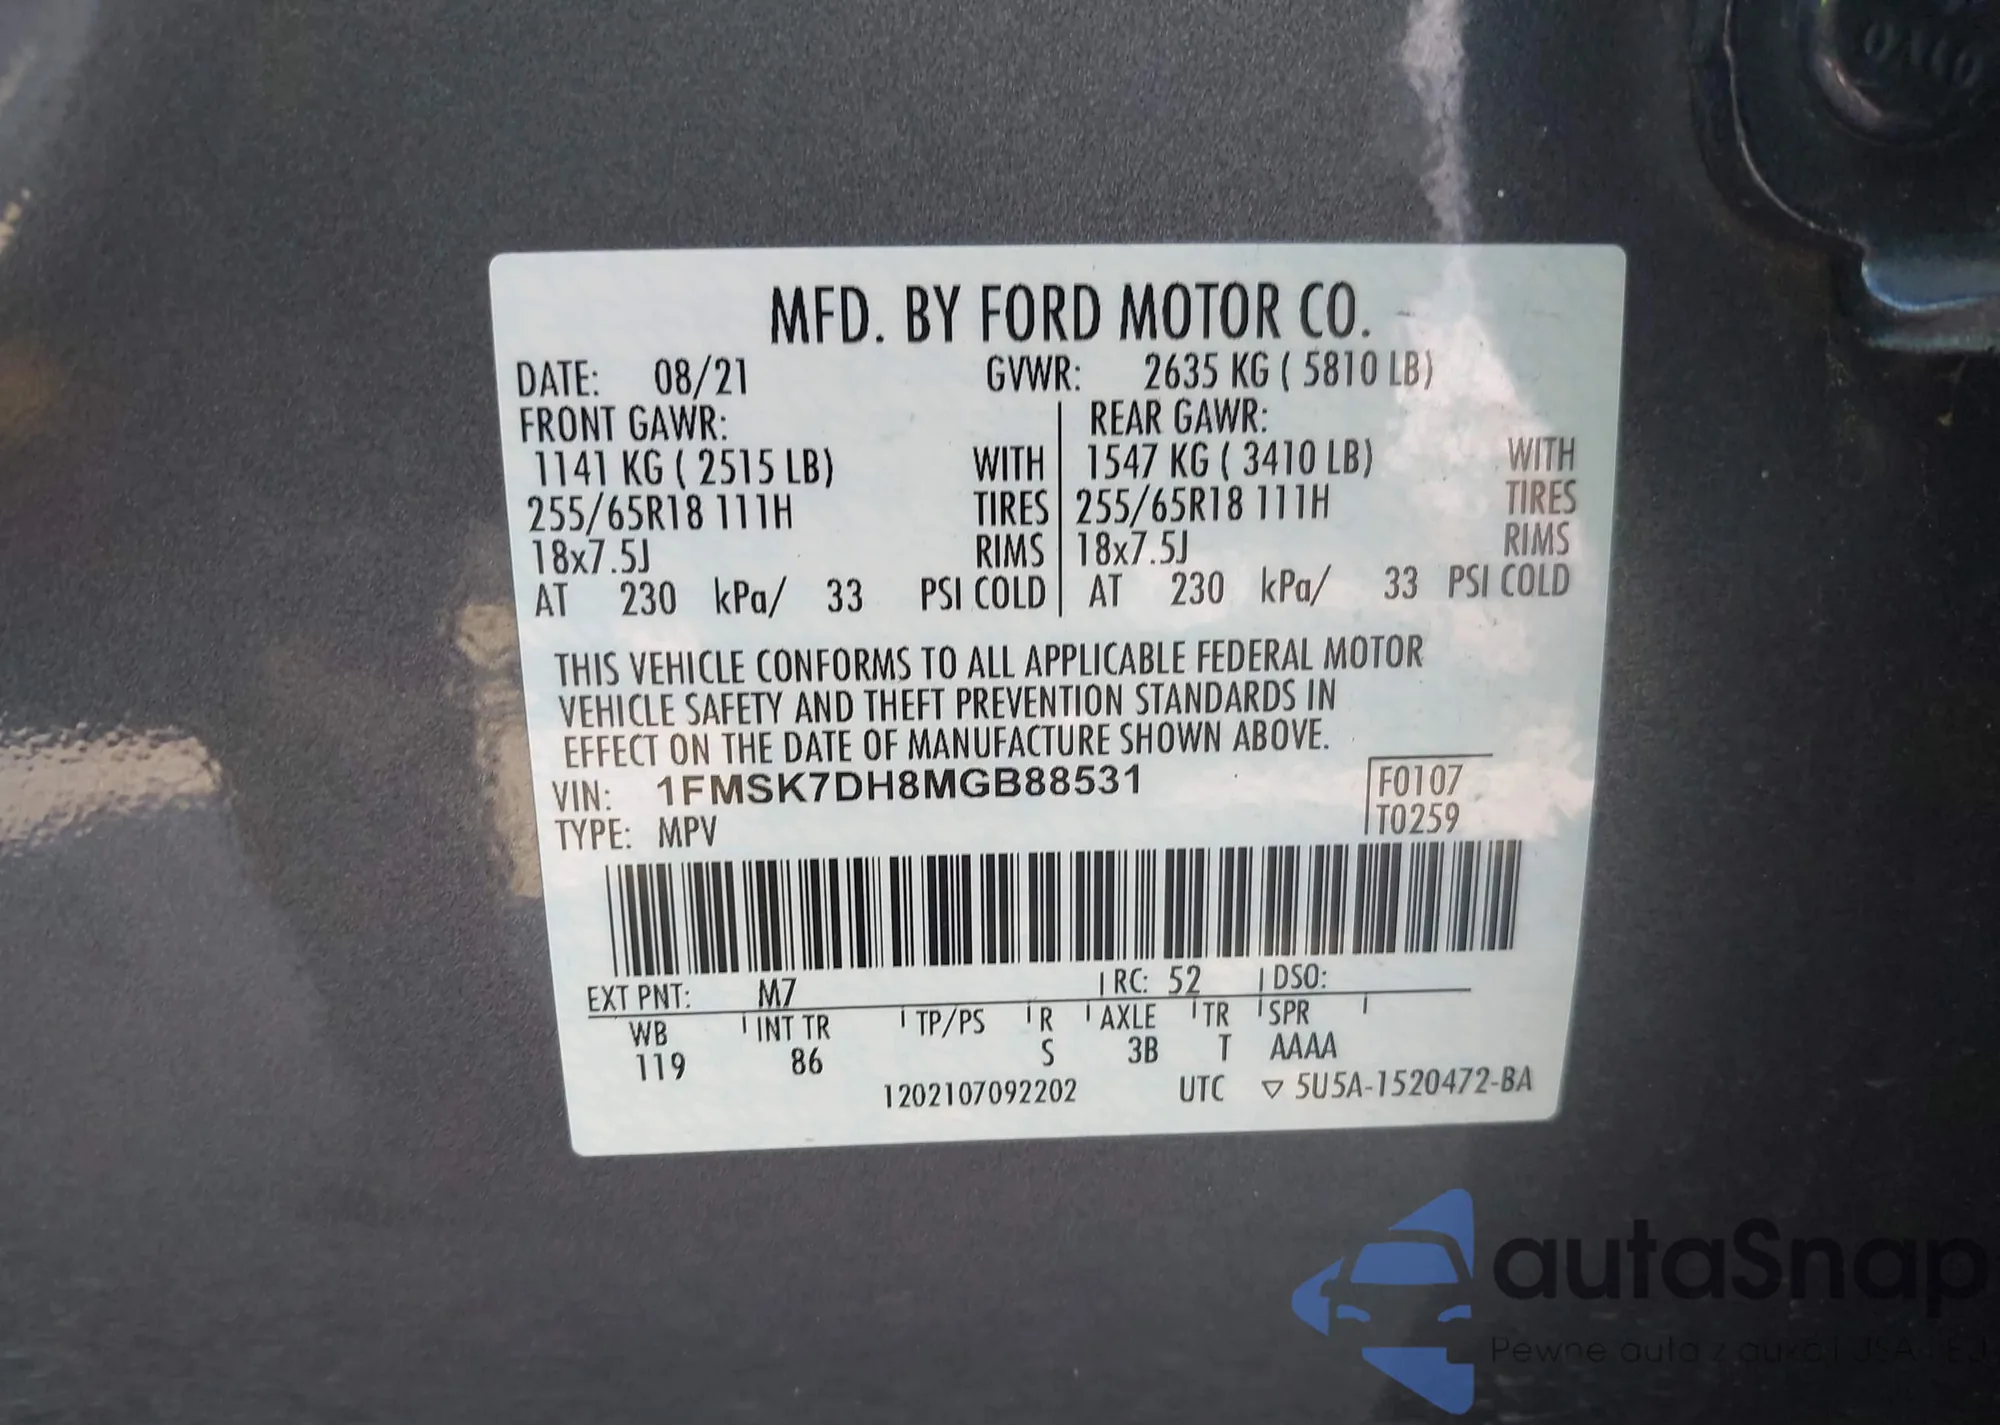 MFD. BY FORD MOTOR CO.
DATE: 08/21 GVWR: 2635 KG ( 5810 LB)
FRONT GAWR: REAR GAWR:
1141 KG ( 2515 LB) WITH 1547 KG ( 3410 LB) WITH
255/65R18 111H TIRES 255/65R18 111H TIRES
18x7.5J RIMS 18x7.5J RIMS
AT 230 kPa/ 33 PSI COLD AT 230 kPa/ 33 PSI COLD
THIS VEHICLE CONFORMS TO ALL APPLICABLE FEDERAL MOTOR
VEHICLE SAFETY AND THEFT PREVENTION STANDARDS IN
EFFECT ON THE DATE OF MANUFACTURE SHOWN ABOVE.
VIN: 1FMSK7DH8MGB88531 F0107
TYPE: MPV T0259
EXT PNT: M7 RC: 52 DSO:
WB INT TR TP/PS R AXLE TR SPR
119 86 S 3B T AAAA
1202107092202 UTC ▽ 5U5A-1520472-BA
autaSnap
Pewne auta z aukcji